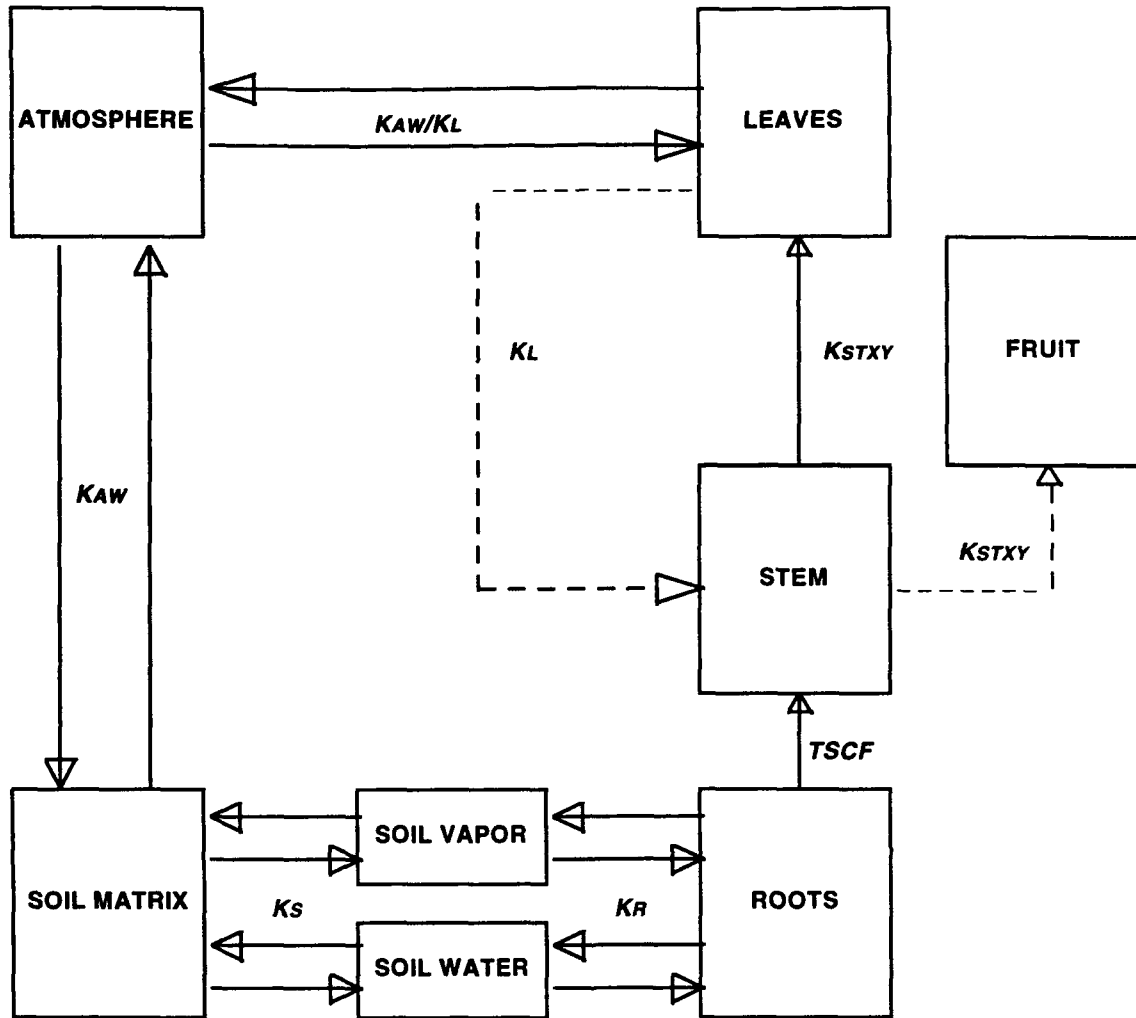 ATMOSPHERE
KAW/KL
LEAVES
KL
KSTXY
FRUIT
KAW
STEM
KSTXY
TSCF
SOIL VAPOR
SOIL MATRIX
KS
KR
ROOTS
SOIL WATER